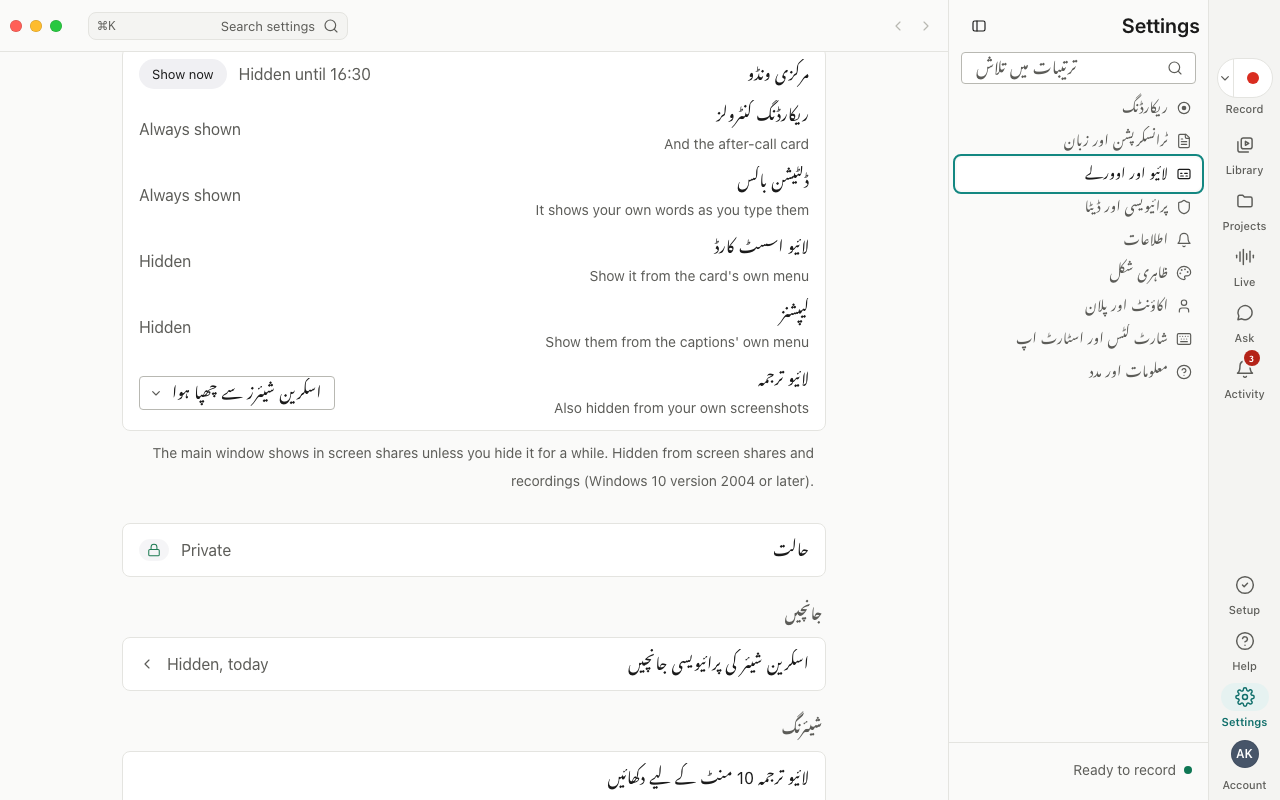 ⌘K
Search settings
Settings
ترتیبات میں تلاش
ریکارڈنگ
ٹرانسکرپشن اور زبان
لائیو اور اوورلے
پرائیویسی اور ڈیٹا
اطلاعات
ظاہری شکل
اکاؤنٹ اور پلان
شارٹ کٹس اور اسٹارٹ اپ
معلومات اور مدد
Ready to record
Record
Library
Projects
Live
Ask
3
Activity
Setup
Help
Settings
AK
Account
مرکزی ونڈو
Hidden until 16:30
Show now
ریکارڈنگ کنٹرولز
And the after-call card
Always shown
ڈکٹیشن باکس
It shows your own words as you type them
Always shown
لائیو اسسٹ کارڈ
Show it from the card's own menu
Hidden
کیپشنز
Show them from the captions' own menu
Hidden
لائیو ترجمہ
Also hidden from your own screenshots
اسکرین شیئرز سے چھپا ہوا
The main window shows in screen shares unless you hide it for a while. Hidden from screen shares and
recordings (Windows 10 version 2004 or later).
حالت
Private
جانچیں
اسکرین شیئر کی پرائیویسی جانچیں
Hidden, today
شیئرنگ
لائیو ترجمہ 10 منٹ کے لیے دکھائیں